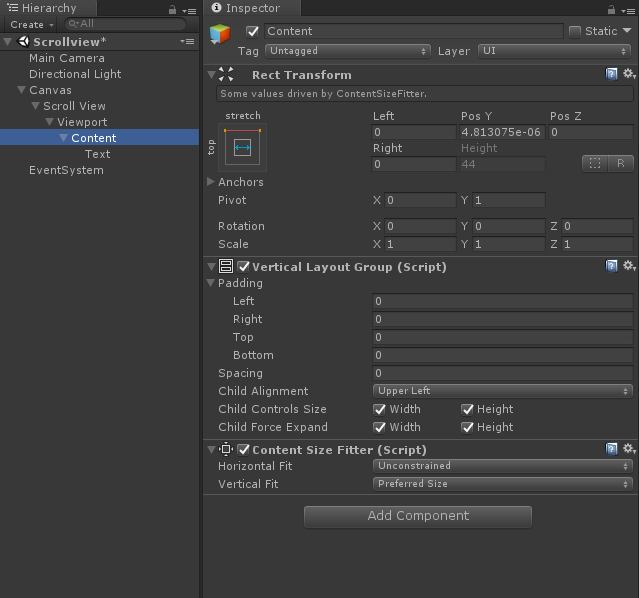 Hierarchy
Create
All
Scrollview*
Main Camera
Directional Light
Canvas
Scroll View
Viewport
Content
Text
EventSystem
Inspector
Content
Static
Tag Untagged Layer UI
Rect Transform
Some values driven by ContentSizeFitter.
stretch
top
Left Pos Y Pos Z
0 4.813075e-06 0
Right Height
0 44 R
Anchors
Pivot X 0 Y 1
Rotation X 0 Y 0 Z 0
Scale X 1 Y 1 Z 1
Vertical Layout Group (Script)
Padding
Left 0
Right 0
Top 0
Bottom 0
Spacing 0
Child Alignment Upper Left
Child Controls Size Width Height
Child Force Expand Width Height
Content Size Fitter (Script)
Horizontal Fit Unconstrained
Vertical Fit Preferred Size
Add Component